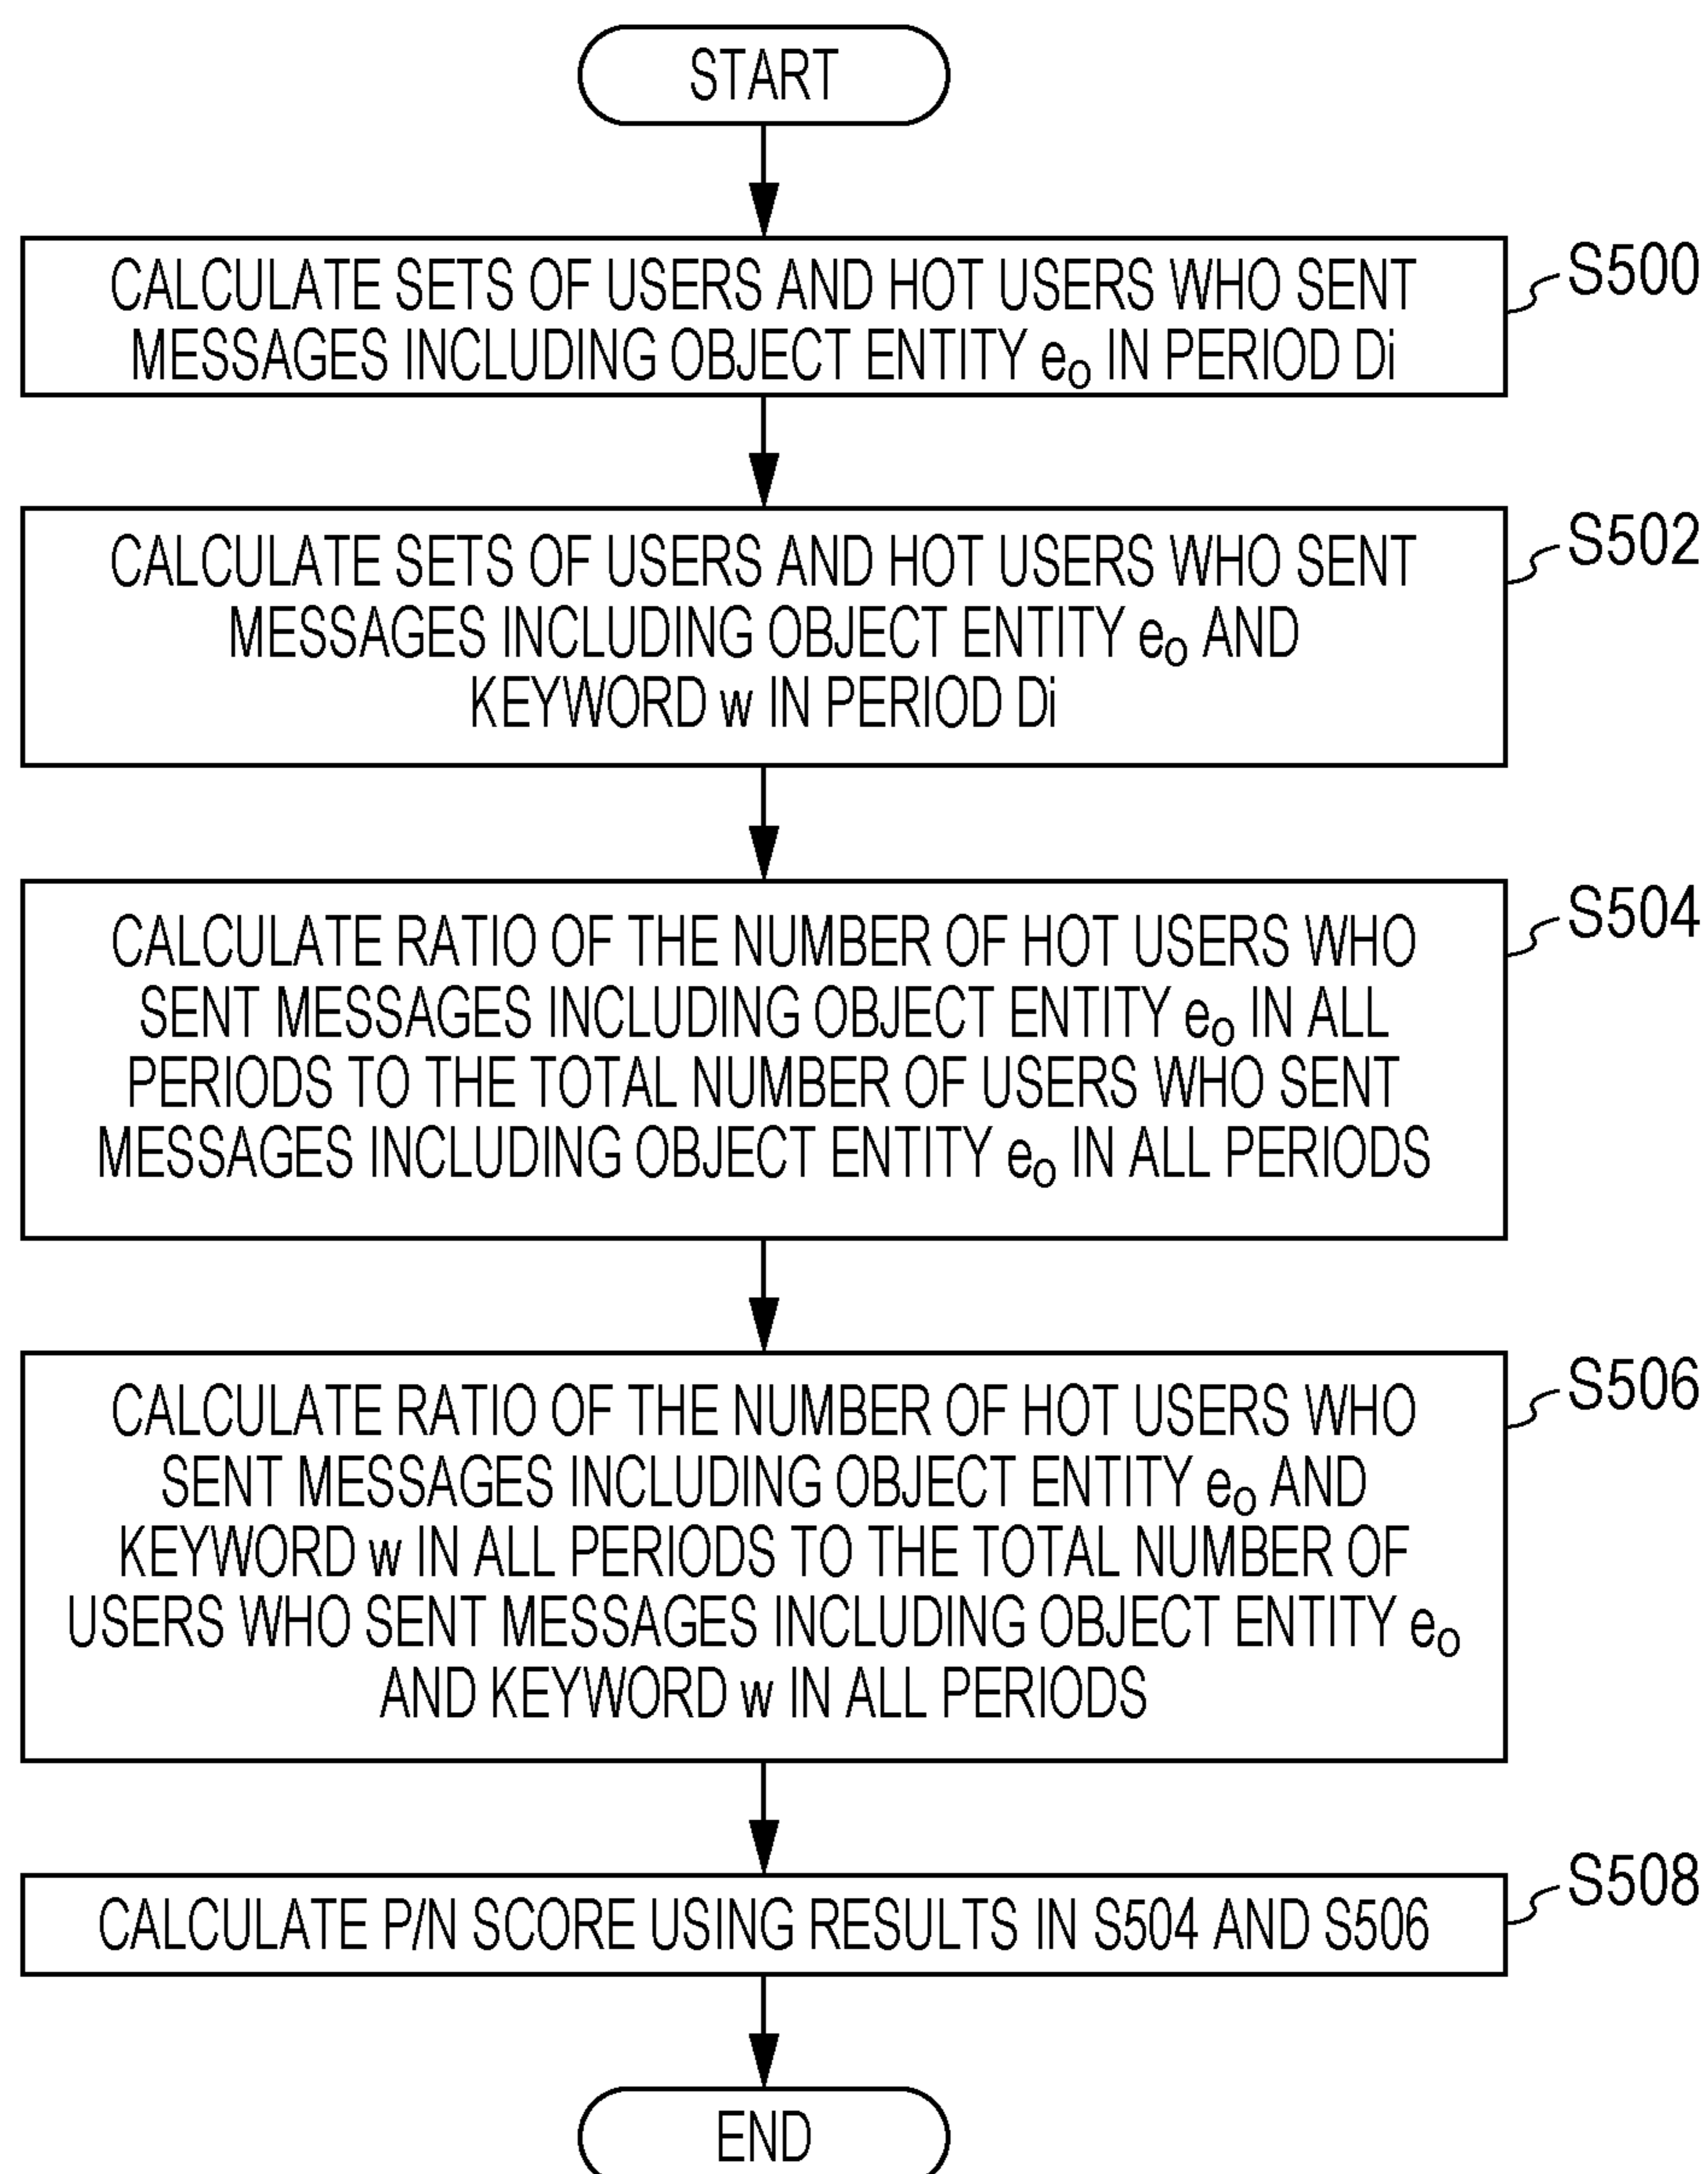 START
CALCULATE SETS OF USERS AND HOT USERS WHO SENT
MESSAGES INCLUDING OBJECT ENTITY eₒ IN PERIOD Di
S500
CALCULATE SETS OF USERS AND HOT USERS WHO SENT
MESSAGES INCLUDING OBJECT ENTITY eₒ AND
KEYWORD w IN PERIOD Di
S502
CALCULATE RATIO OF THE NUMBER OF HOT USERS WHO
SENT MESSAGES INCLUDING OBJECT ENTITY eₒ IN ALL
PERIODS TO THE TOTAL NUMBER OF USERS WHO SENT
MESSAGES INCLUDING OBJECT ENTITY eₒ IN ALL PERIODS
S504
CALCULATE RATIO OF THE NUMBER OF HOT USERS WHO
SENT MESSAGES INCLUDING OBJECT ENTITY eₒ AND
KEYWORD w IN ALL PERIODS TO THE TOTAL NUMBER OF
USERS WHO SENT MESSAGES INCLUDING OBJECT ENTITY eₒ
AND KEYWORD w IN ALL PERIODS
S506
CALCULATE P/N SCORE USING RESULTS IN S504 AND S506
S508
END